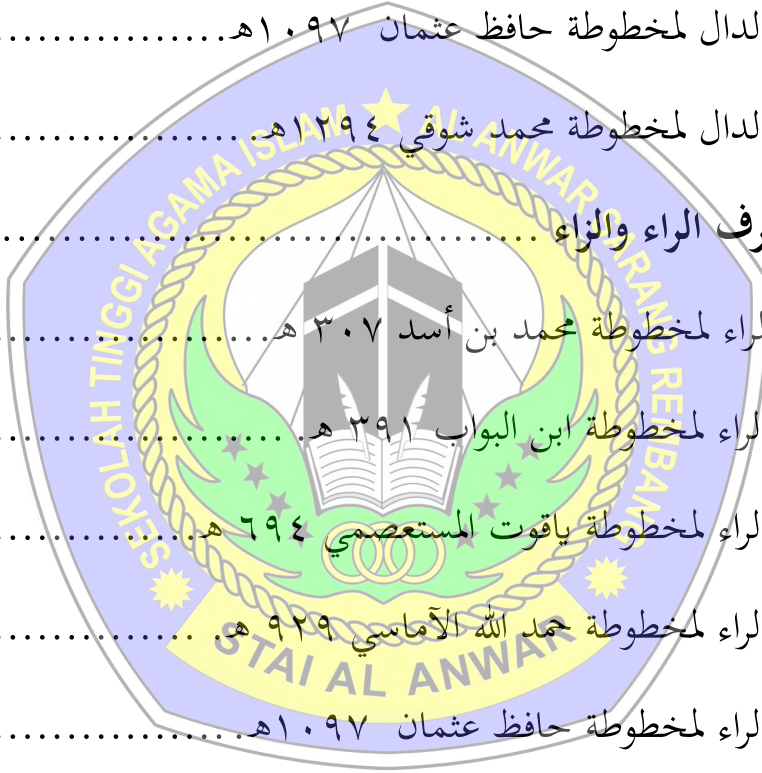 لدال لمخطوطة حافظ عثمان ١٠٩٧هـ................
لدال لمخطوطة محمد شوقي ١٢٩٤هـ..................
رف الراء والزاء ..................................
لراء لمخطوطة محمد بن أسد ٣٠٧ هـ..................
لراء لمخطوطة ابن البواب ٣٩١ هـ. ....................
لراء لمخطوطة ياقوت المستعصمي ٦٩٤ هـ..............
لراء لمخطوطة حمد الله الآماسي ٩٢٩ هـ. ..............
لراء لمخطوطة حافظ عثمان ١٠٩٧هـ................
SEKOLAH TINGGI AGAMA ISLAM AL ANWAR SARANG REMBANG
STAI AL ANWAR